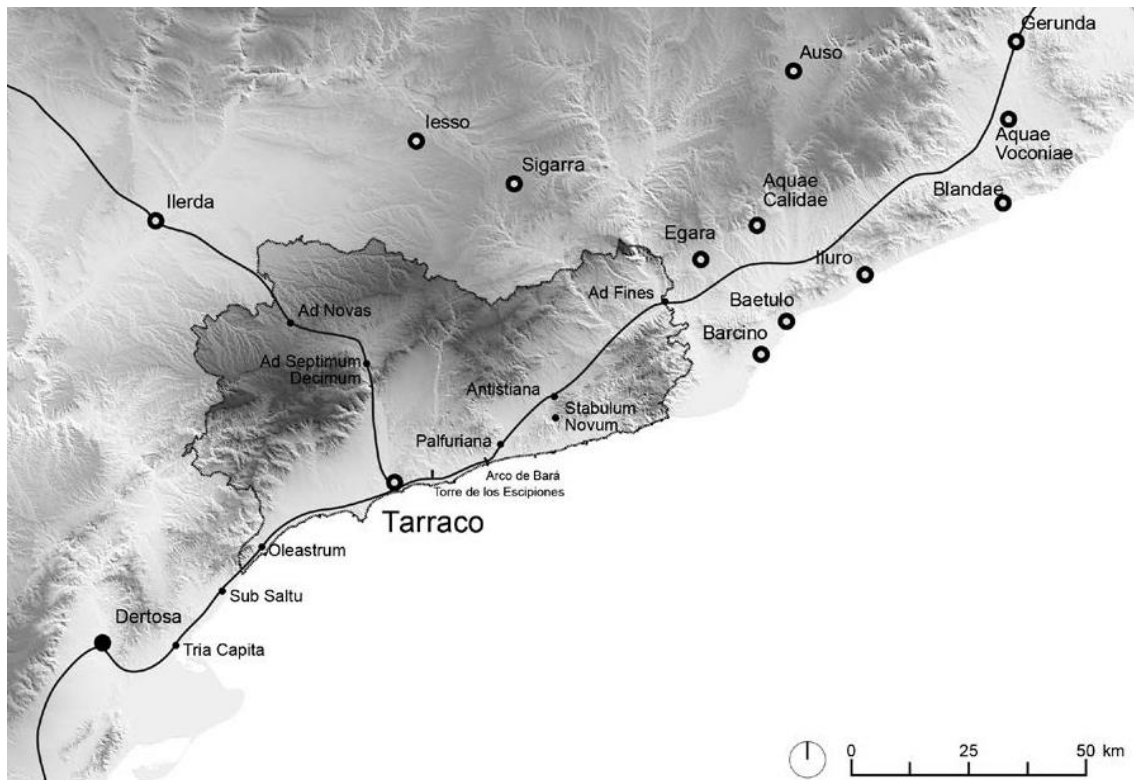 Gerunda
Auso
Iesso
Aquae
Voconiae
Sigarra
Aquae
Calidae
Blandae
Ilerda
Egara
Iluro
Ad Fines
Baetulo
Ad Novas
Barcino
Ad Septimum
Decimum
Antistiana
Stabulum
Novum
Palfuriana
Arco de Bará
Torre de los Escipiones
Tarraco
Oleastrum
Sub Saltu
Dertosa
Tria Capita
0 25 50 km